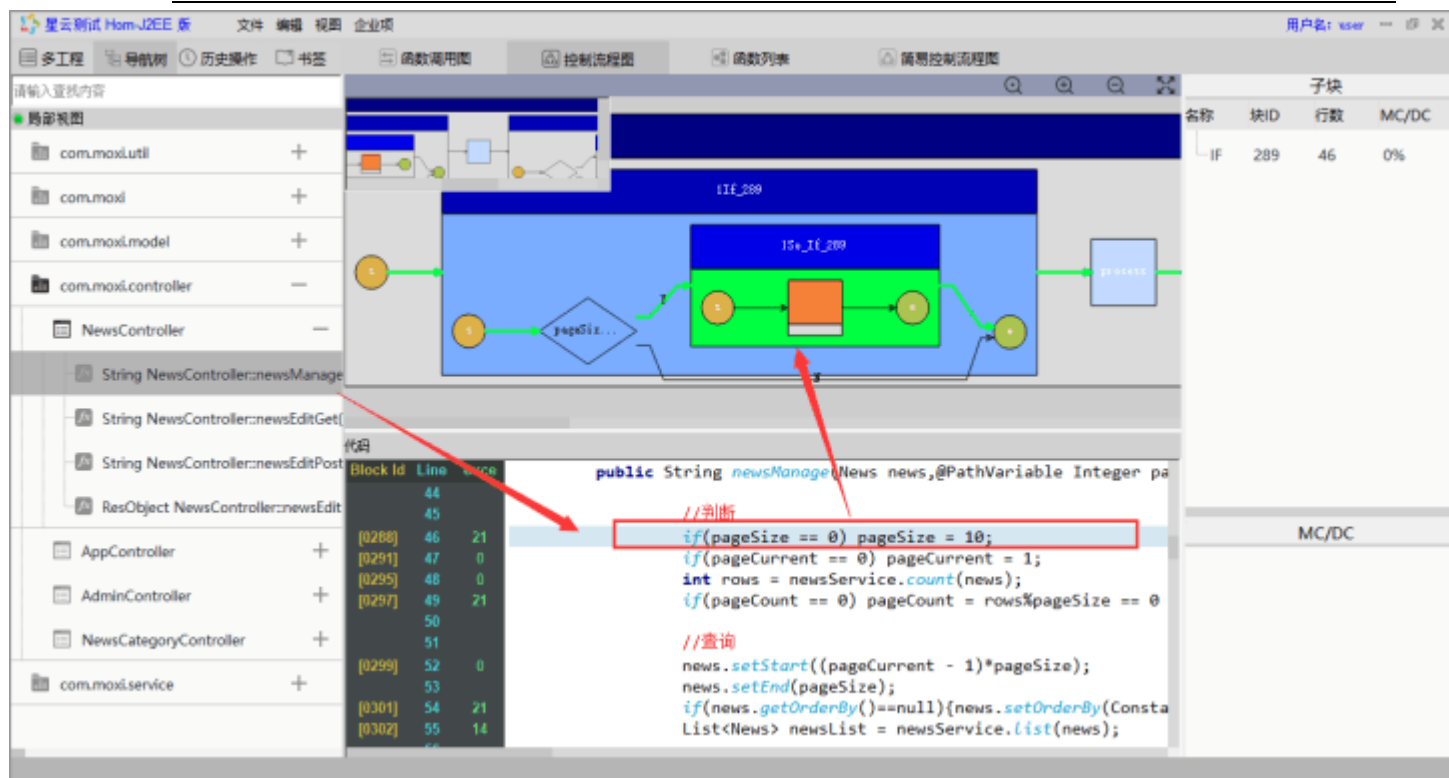 星云测试 Hom-J2EE 版 文件 编辑 视图 企业项 用户名: user
多工程 导航树 历史操作 书签 函数调用图 控制流程图 函数列表 简易控制流程图
请输入查找内容
局部视图
com.moxi.util
com.moxi
com.moxi.model
com.moxi.controller
NewsController
String NewsController::newsManage
String NewsController::newsEditGet(
String NewsController::newsEditPost
ResObject NewsController::newsEdit
AppController
AdminController
NewsCategoryController
com.moxi.service
1If_289
pageSiz...
process
子块
名称 块ID 行数 MC/DC
IF 289 46 0%
MC/DC
代码
Block Id Line
public String newsManage(News news,@PathVariable Integer pa
44
45 //判断
[0288] 46 21 if(pageSize == 0) pageSize = 10;
[0291] 47 0 if(pageCurrent == 0) pageCurrent = 1;
[0295] 48 0 int rows = newsService.count(news);
[0297] 49 21 if(pageCount == 0) pageCount = rows%pageSize == 0
50
51 //查询
[0299] 52 0 news.setStart((pageCurrent - 1)*pageSize);
53 news.setEnd(pageSize);
[0301] 54 21 if(news.getOrderBy()==null){news.setOrderBy(Consta
[0302] 55 14 List<News> newsList = newsService.list(news);